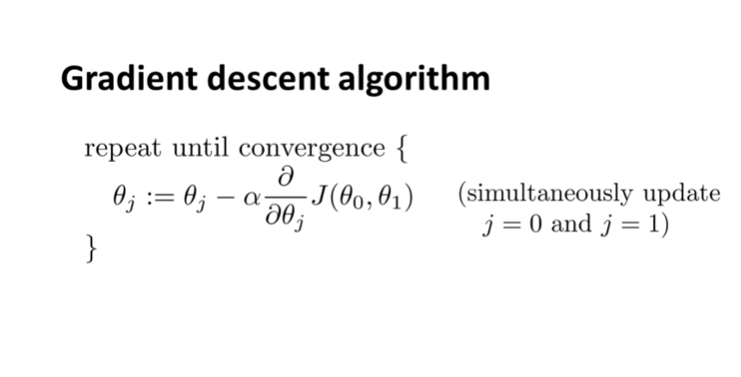 Gradient descent algorithm
repeat until convergence {
θj := θj − α ∂/∂θj J(θ0, θ1) (simultaneously update
j = 0 and j = 1)
}